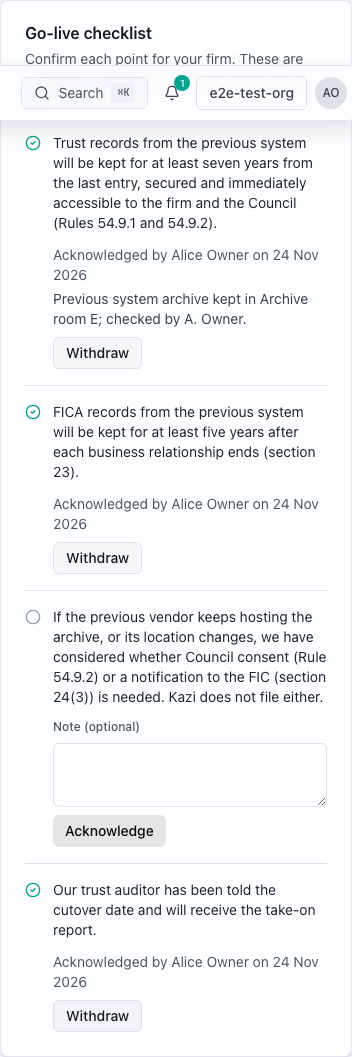 Go-live checklist
Confirm each point for your firm. These are
Search ⌘K
1
e2e-test-org
AO
Trust records from the previous system
will be kept for at least seven years from
the last entry, secured and immediately
accessible to the firm and the Council
(Rules 54.9.1 and 54.9.2).
Acknowledged by Alice Owner on 24 Nov
2026
Previous system archive kept in Archive
room E; checked by A. Owner.
Withdraw
FICA records from the previous system
will be kept for at least five years after
each business relationship ends (section
23).
Acknowledged by Alice Owner on 24 Nov
2026
Withdraw
If the previous vendor keeps hosting the
archive, or its location changes, we have
considered whether Council consent (Rule
54.9.2) or a notification to the FIC (section
24(3)) is needed. Kazi does not file either.
Note (optional)
Acknowledge
Our trust auditor has been told the
cutover date and will receive the take-on
report.
Acknowledged by Alice Owner on 24 Nov
2026
Withdraw